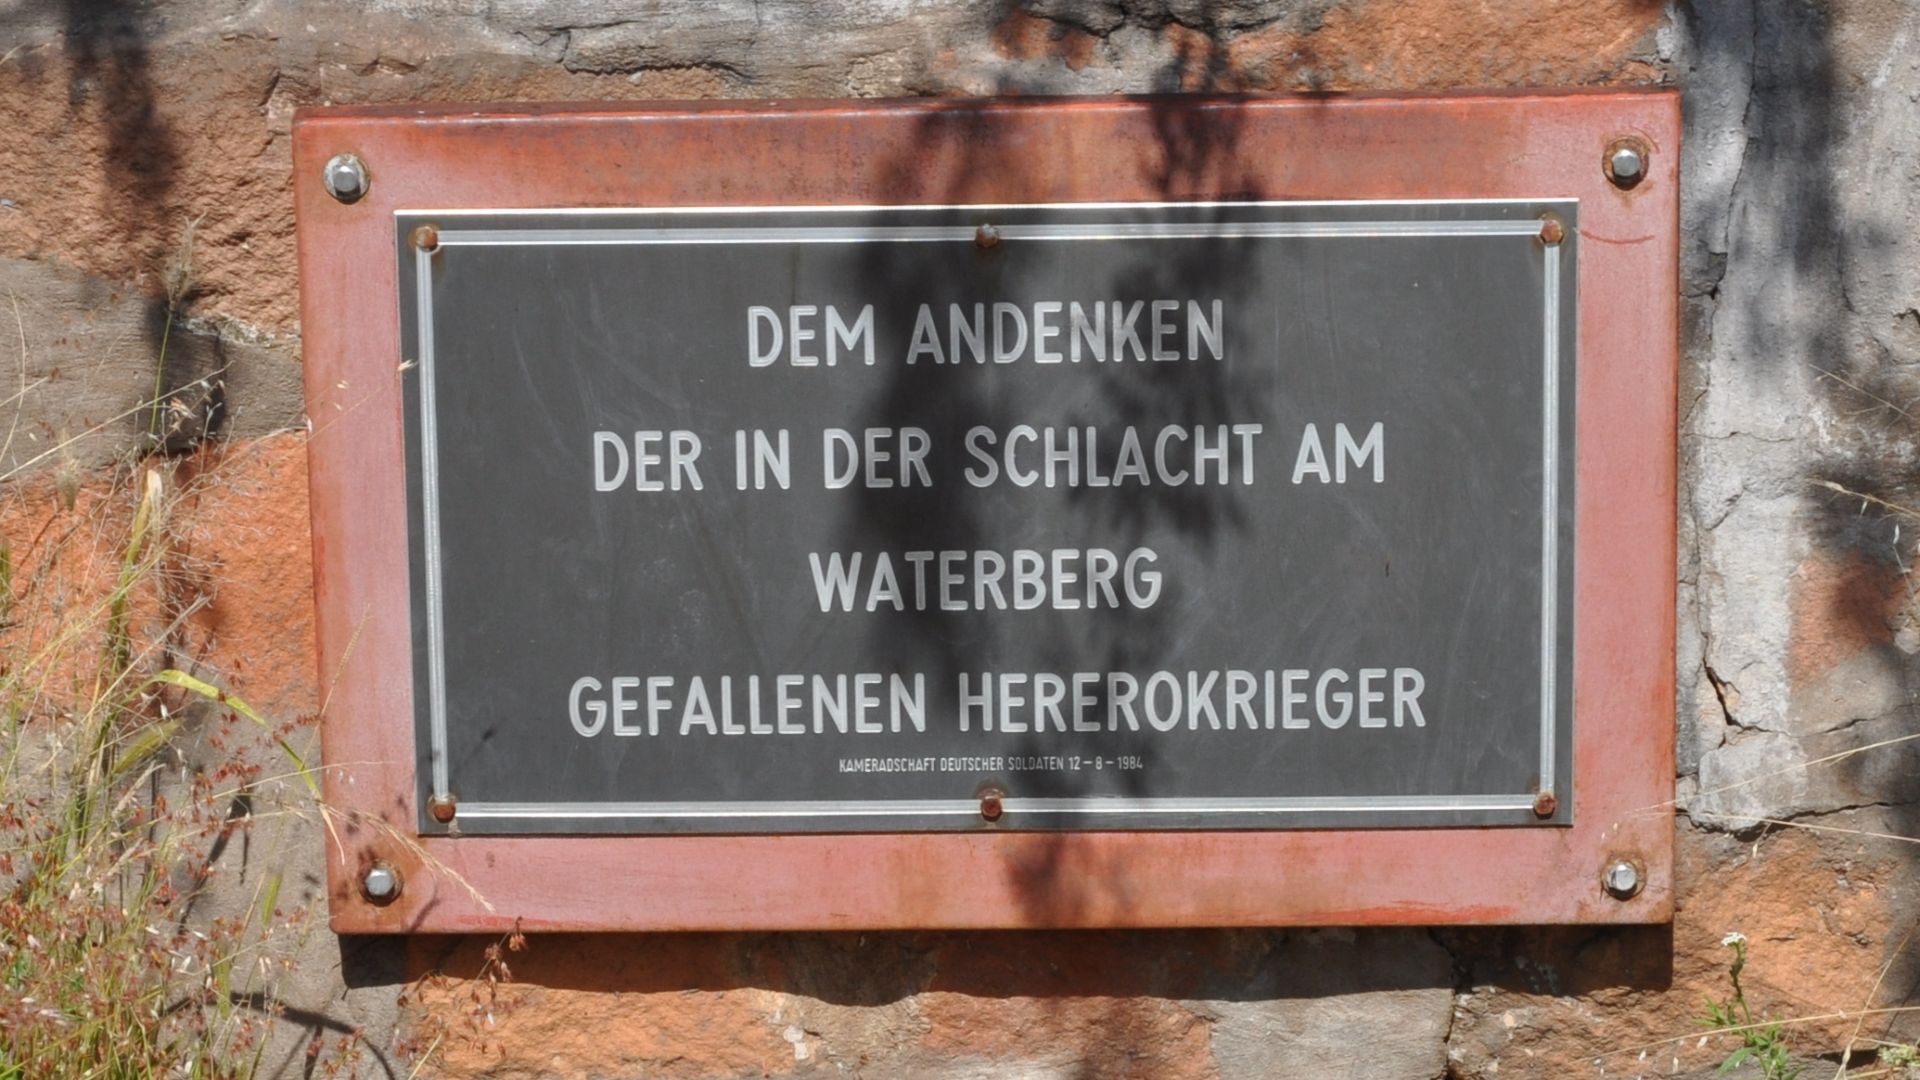 DEM ANDENKEN
DER IN DER SCHLACHT AM
WATERBERG
GEFALLENEN HEREROKRIEGER
KAMERADSCHAFT DEUTSCHER SOLDATEN 12-8-1984